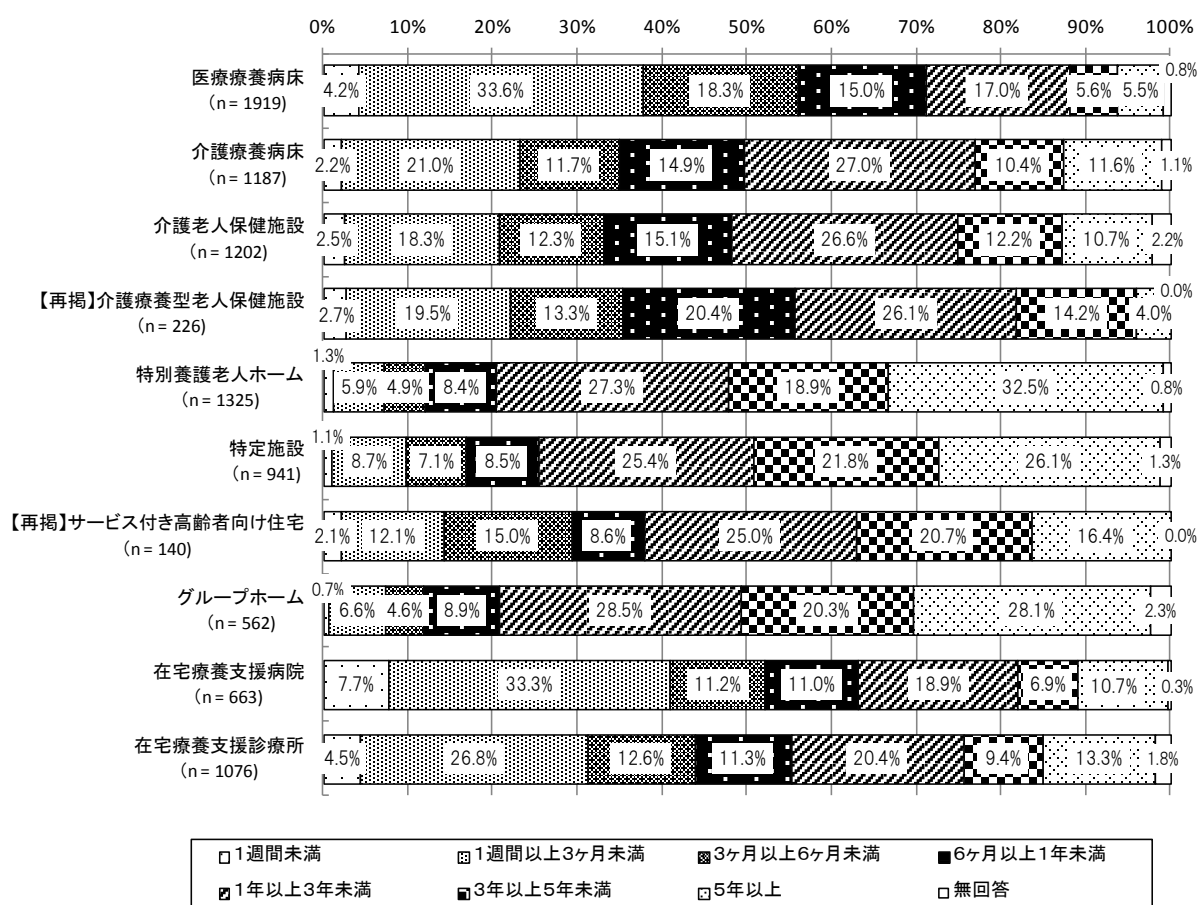 0% 10% 20% 30% 40% 50% 60% 70% 80% 90% 100%
医療療養病床
(n = 1919)
4.2% 33.6% 18.3% 15.0% 17.0% 5.6% 5.5% 0.8%
介護療養病床
(n = 1187)
2.2% 21.0% 11.7% 14.9% 27.0% 10.4% 11.6% 1.1%
介護老人保健施設
(n = 1202)
2.5% 18.3% 12.3% 15.1% 26.6% 12.2% 10.7% 2.2%
【再掲】介護療養型老人保健施設
(n = 226)
2.7% 19.5% 13.3% 20.4% 26.1% 14.2% 4.0% 0.0%
特別養護老人ホーム
(n = 1325)
1.3% 5.9% 4.9% 8.4% 27.3% 18.9% 32.5% 0.8%
特定施設
(n = 941)
1.1% 8.7% 7.1% 8.5% 25.4% 21.8% 26.1% 1.3%
【再掲】サービス付き高齢者向け住宅
(n = 140)
2.1% 12.1% 15.0% 8.6% 25.0% 20.7% 16.4% 0.0%
グループホーム
(n = 562)
0.7% 6.6% 4.6% 8.9% 28.5% 20.3% 28.1% 2.3%
在宅療養支援病院
(n = 663)
7.7% 33.3% 11.2% 11.0% 18.9% 6.9% 10.7% 0.3%
在宅療養支援診療所
(n = 1076)
4.5% 26.8% 12.6% 11.3% 20.4% 9.4% 13.3% 1.8%
1週間未満 1週間以上3ヶ月未満 3ヶ月以上6ヶ月未満 6ヶ月以上1年未満
1年以上3年未満 3年以上5年未満 5年以上 無回答